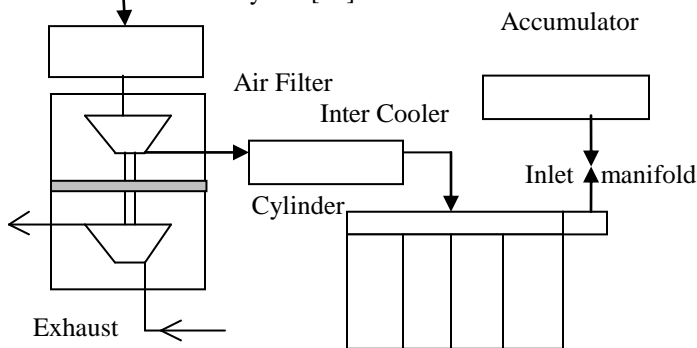 Accumulator
Air Filter
Inter Cooler
Inlet manifold
Cylinder
Exhaust